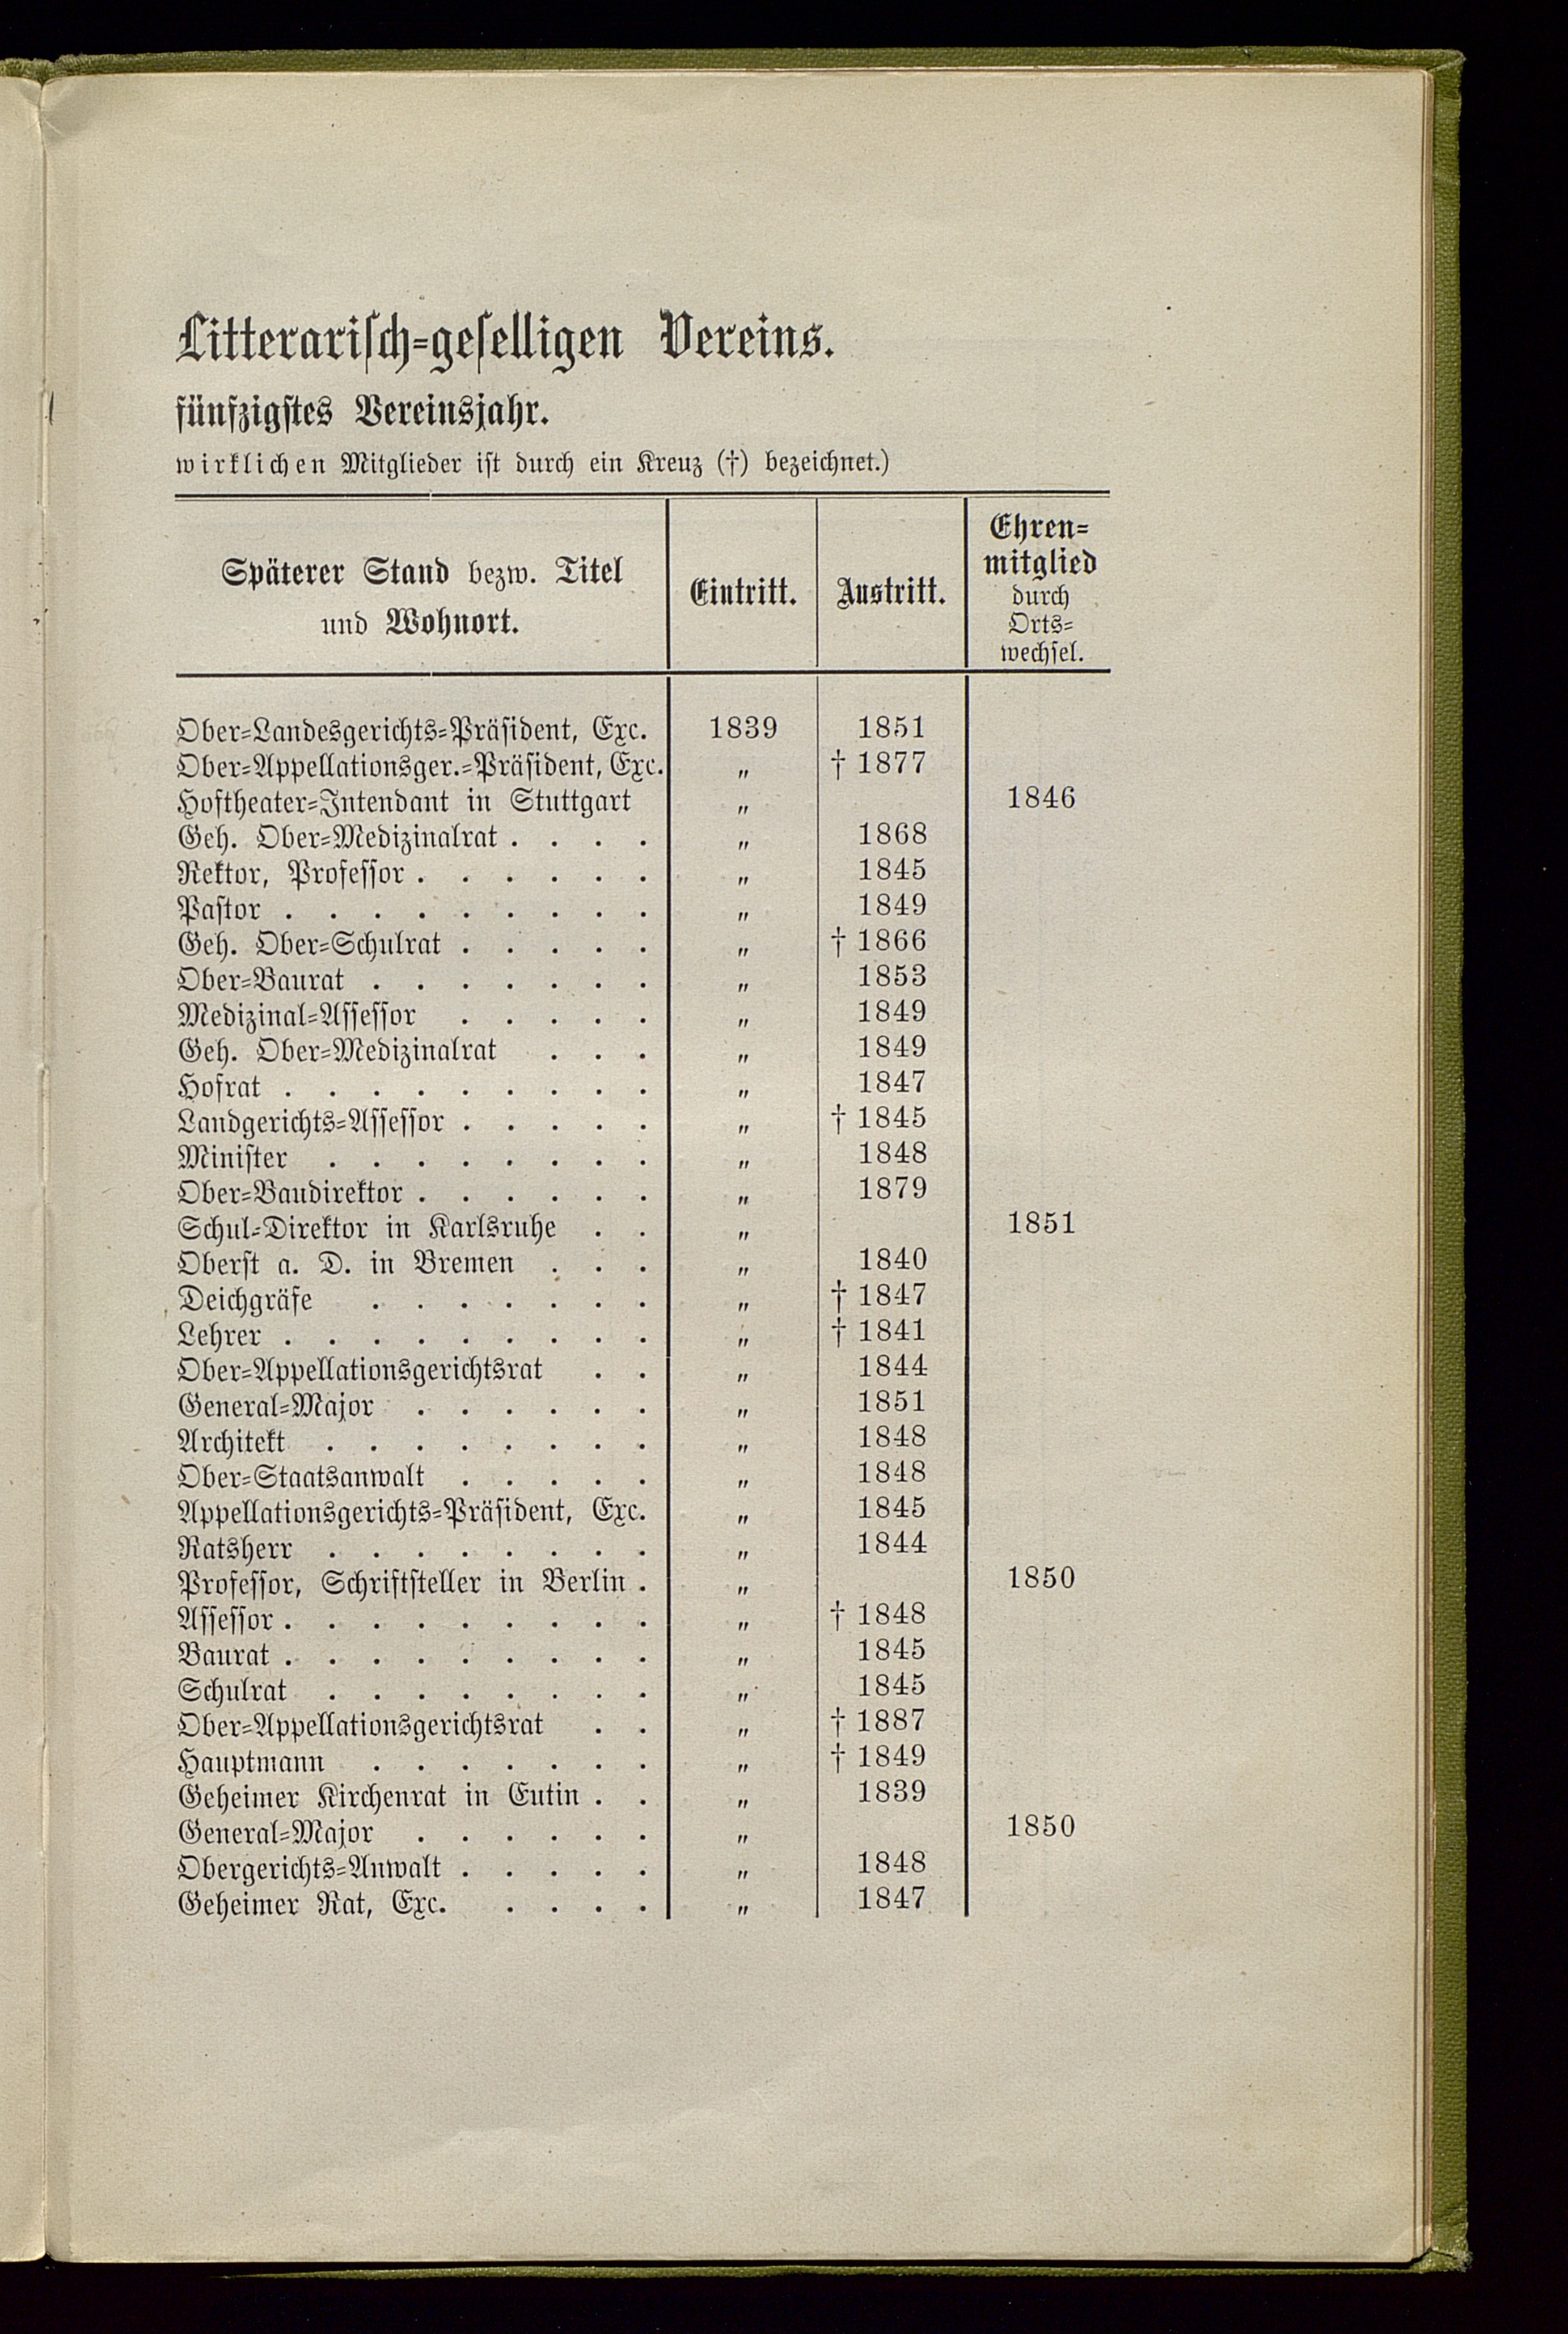 Litterarisch-geselligen Vereins.
fünfzigstes Vereinsjahr.
wirklichen Mitglieder ist durch ein Kreuz (†) bezeichnet.)
Späterer Stand bezw. Titel und Wohnort. Eintritt. Austritt. Ehren-mitglied durch Orts-wechsel.
Ober-Landesgerichts-Präsident, Exc. 1839 1851
Ober-Appellationsger.-Präsident, Exc. „ † 1877
Hoftheater-Intendant in Stuttgart „ 1846
Geh. Ober-Medizinalrat . . . . „ 1868
Rektor, Professor . . . . . . „ 1845
Pastor . . . . . . . . . „ 1849
Geh. Ober-Schulrat . . . . . „ † 1866
Ober-Baurat . . . . . . . „ 1853
Medizinal-Assessor . . . . . „ 1849
Geh. Ober-Medizinalrat . . . „ 1849
Hofrat . . . . . . . . . „ 1847
Landgerichts-Assessor . . . . . „ † 1845
Minister . . . . . . . . „ 1848
Ober-Baudirektor . . . . . . „ 1879
Schul-Direktor in Karlsruhe . . „ 1851
Oberst a. D. in Bremen . . . „ 1840
Deichgräfe . . . . . . . „ † 1847
Lehrer . . . . . . . . . „ † 1841
Ober-Appellationsgerichtsrat . . „ 1844
General-Major . . . . . . „ 1851
Architekt . . . . . . . . „ 1848
Ober-Staatsanwalt . . . . . „ 1848
Appellationsgerichts-Präsident, Exc. „ 1845
Ratsherr . . . . . . . . „ 1844
Professor, Schriftsteller in Berlin . „ 1850
Assessor . . . . . . . . . „ † 1848
Baurat . . . . . . . . . „ 1845
Schulrat . . . . . . . . „ 1845
Ober-Appellationsgerichtsrat . . „ † 1887
Hauptmann . . . . . . . „ † 1849
Geheimer Kirchenrat in Eutin . . „ 1839
General-Major . . . . . . „ 1850
Obergerichts-Anwalt . . . . . „ 1848
Geheimer Rat, Exc. . . . . „ 1847